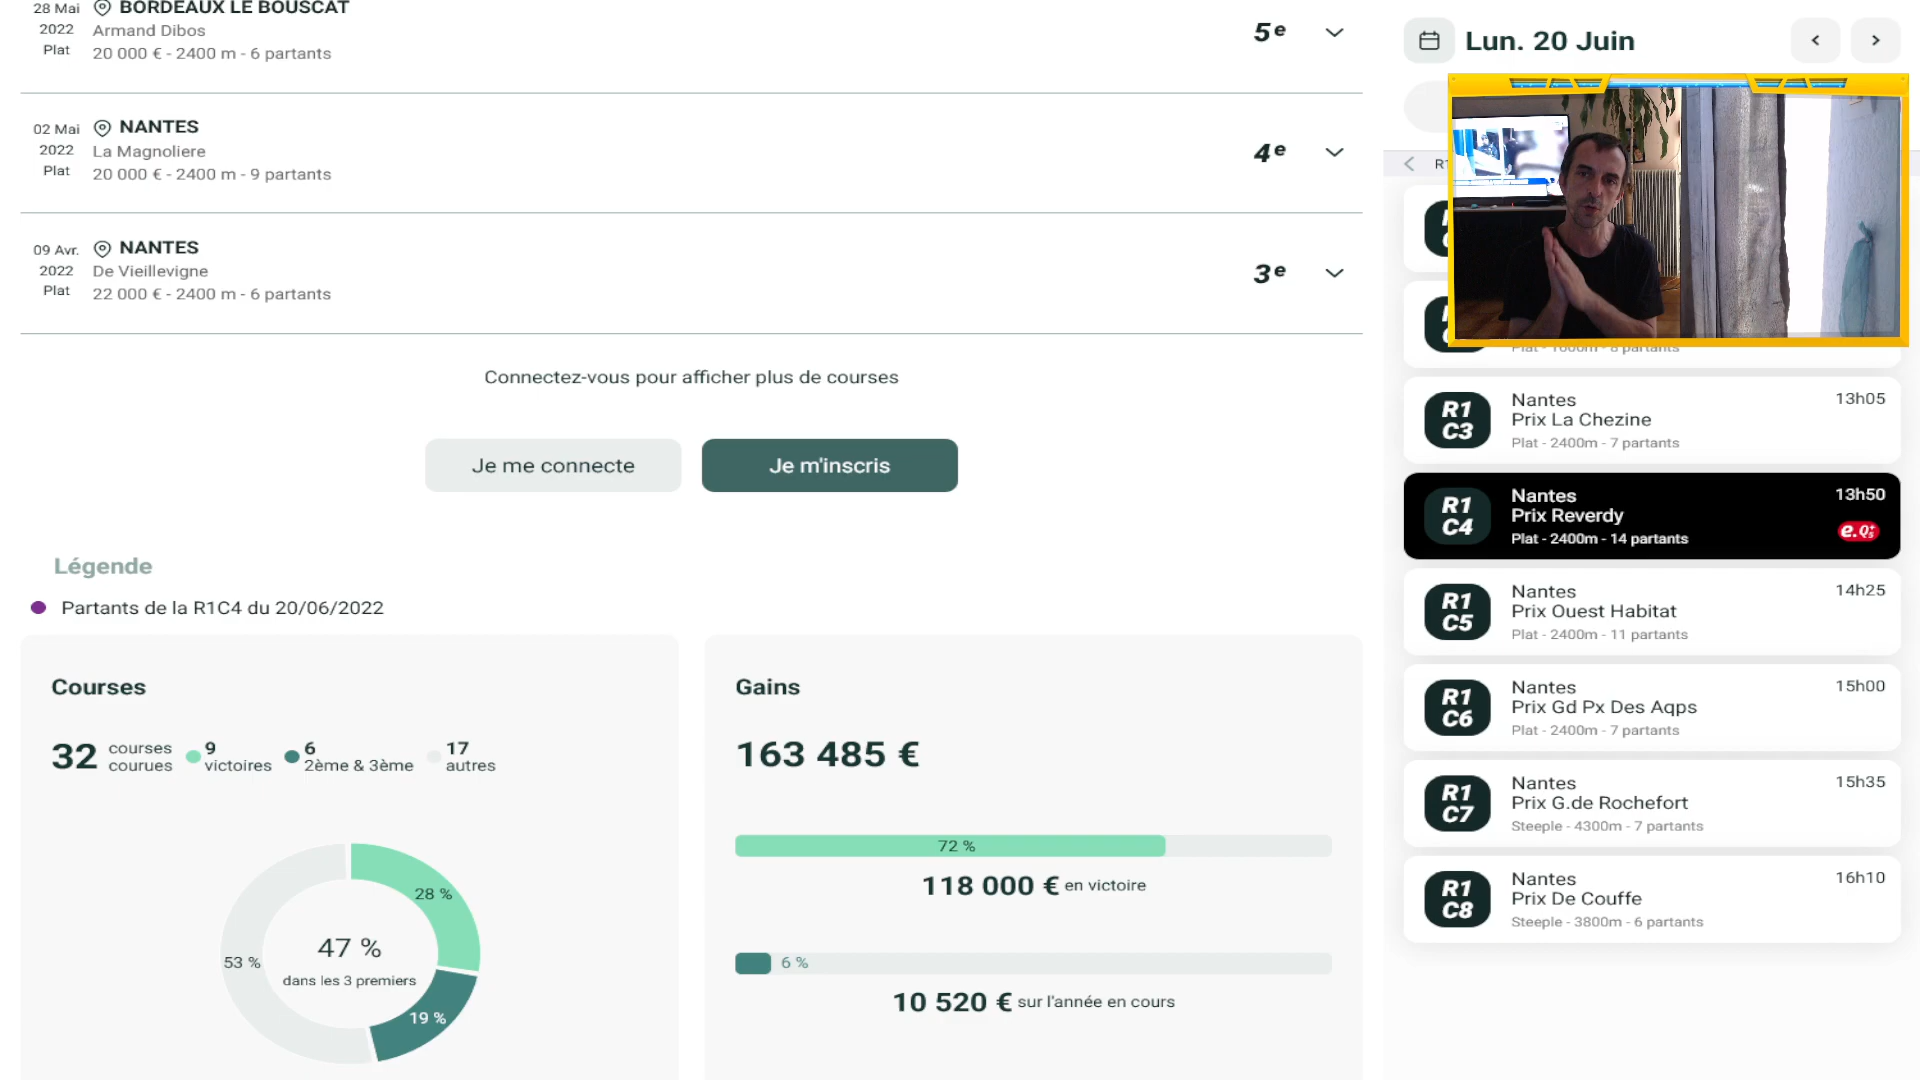 28 Mai
2022
Plat
BORDEAUX LE BOUSCAT
Armand Dibos
20 000 € - 2400 m - 6 partants
5e
02 Mai
2022
Plat
NANTES
La Magnoliere
20 000 € - 2400 m - 9 partants
4e
09 Avr.
2022
Plat
NANTES
De Vieillevigne
22 000 € - 2400 m - 6 partants
3e
Connectez-vous pour afficher plus de courses
Je me connecte
Je m'inscris
Légende
Partants de la R1C4 du 20/06/2022
Courses
32 courses courues
9 victoires
6 2ème & 3ème
17 autres
28 %
53 %
47 %
dans les 3 premiers
19 %
Gains
163 485 €
72 %
118 000 € en victoire
6 %
10 520 € sur l'année en cours
Lun. 20 Juin
Plat - 1600m - 8 partants
R1 C3
Nantes
13h05
Prix La Chezine
Plat - 2400m - 7 partants
R1 C4
Nantes
13h50
Prix Reverdy
Plat - 2400m - 14 partants
e.Q+5
R1 C5
Nantes
14h25
Prix Ouest Habitat
Plat - 2400m - 11 partants
R1 C6
Nantes
15h00
Prix Gd Px Des Aqps
Plat - 2400m - 7 partants
R1 C7
Nantes
15h35
Prix G.de Rochefort
Steeple - 4300m - 7 partants
R1 C8
Nantes
16h10
Prix De Couffe
Steeple - 3800m - 6 partants